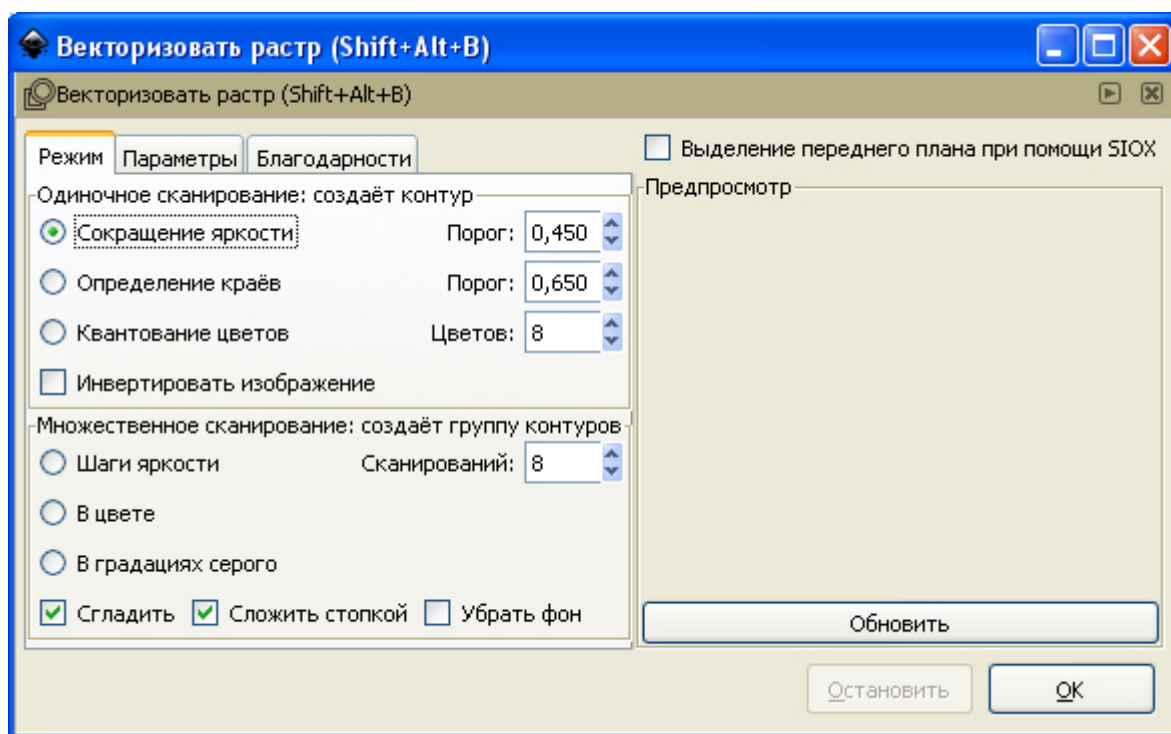 Векторизовать растр (Shift+Alt+B)
Векторизовать растр (Shift+Alt+B)
Режим Параметры Благодарности
Одиночное сканирование: создаёт контур
Сокращение яркости Порог: 0,450
Определение краёв Порог: 0,650
Квантование цветов Цветов: 8
Инвертировать изображение
Множественное сканирование: создаёт группу контуров
Шаги яркости Сканирований: 8
В цвете
В градациях серого
Сгладить Сложить стопкой Убрать фон
Выделение переднего плана при помощи SIOX
Предпросмотр
Обновить
Остановить OK